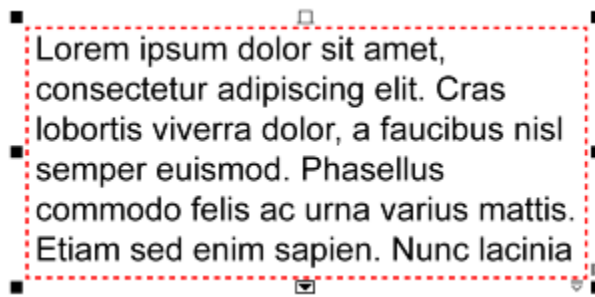 Lorem ipsum dolor sit amet,
consectetur adipiscing elit. Cras
lobortis viverra dolor, a faucibus nisl
semper euismod. Phasellus
commodo felis ac urna varius mattis.
Etiam sed enim sapien. Nunc lacinia